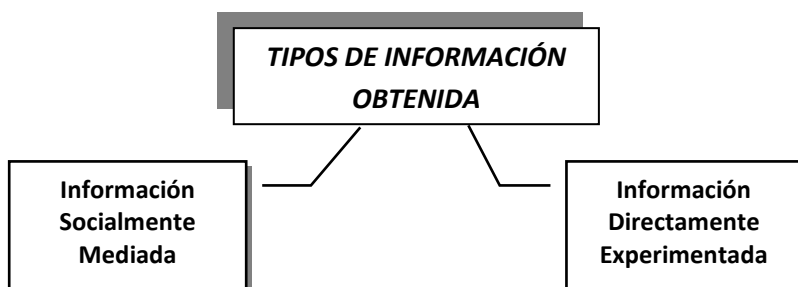 TIPOS DE INFORMACIÓN
OBTENIDA
Información
Socialmente
Mediada
Información
Directamente
Experimentada